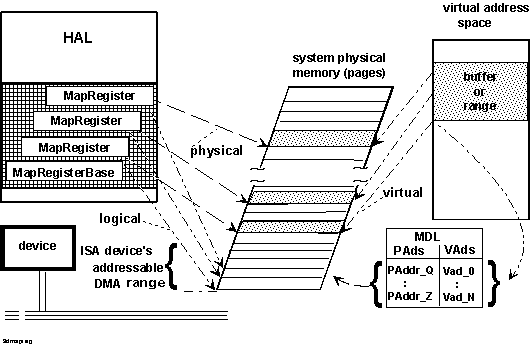 HAL
MapRegister
MapRegister
MapRegister
MapRegisterBase
device
physical
logical
ISA device's
addressable
DMA range
system physical
memory (pages)
virtual
virtual address
space
buffer
or
range
MDL
PAds VAds
PAddr_Q Vad_0
: :
PAddr_Z Vad_N